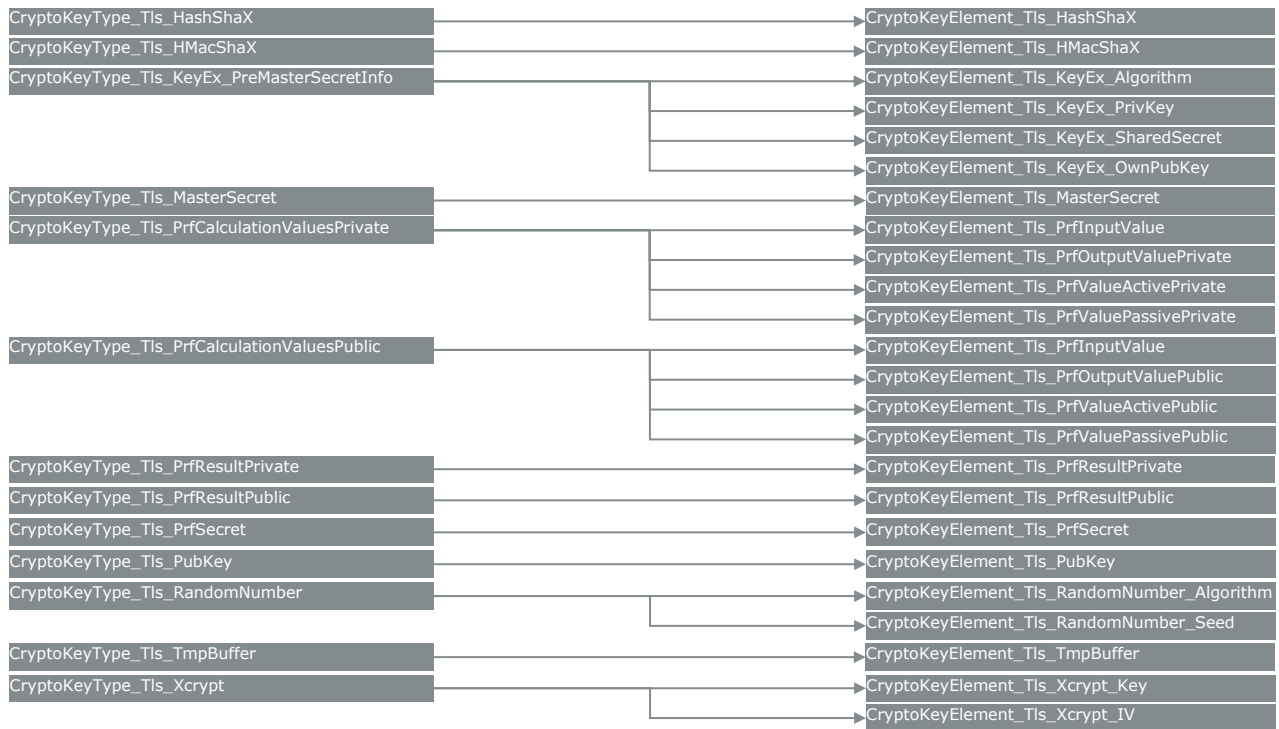 CryptoKeyType_Tls_HashShaX CryptoKeyElement_Tls_HashShaX
CryptoKeyType_Tls_HMacShaX CryptoKeyElement_Tls_HMacShaX
CryptoKeyType_Tls_KeyEx_PreMasterSecretInfo CryptoKeyElement_Tls_KeyEx_Algorithm
CryptoKeyElement_Tls_KeyEx_PrivKey
CryptoKeyElement_Tls_KeyEx_SharedSecret
CryptoKeyElement_Tls_KeyEx_OwnPubKey
CryptoKeyType_Tls_MasterSecret CryptoKeyElement_Tls_MasterSecret
CryptoKeyType_Tls_PrfCalculationValuesPrivate CryptoKeyElement_Tls_PrfInputValue
CryptoKeyElement_Tls_PrfOutputValuePrivate
CryptoKeyElement_Tls_PrfValueActivePrivate
CryptoKeyElement_Tls_PrfValuePassivePrivate
CryptoKeyType_Tls_PrfCalculationValuesPublic CryptoKeyElement_Tls_PrfInputValue
CryptoKeyElement_Tls_PrfOutputValuePublic
CryptoKeyElement_Tls_PrfValueActivePublic
CryptoKeyElement_Tls_PrfValuePassivePublic
CryptoKeyType_Tls_PrfResultPrivate CryptoKeyElement_Tls_PrfResultPrivate
CryptoKeyType_Tls_PrfResultPublic CryptoKeyElement_Tls_PrfResultPublic
CryptoKeyType_Tls_PrfSecret CryptoKeyElement_Tls_PrfSecret
CryptoKeyType_Tls_PubKey CryptoKeyElement_Tls_PubKey
CryptoKeyType_Tls_RandomNumber CryptoKeyElement_Tls_RandomNumber_Algorithm
CryptoKeyElement_Tls_RandomNumber_Seed
CryptoKeyType_Tls_TmpBuffer CryptoKeyElement_Tls_TmpBuffer
CryptoKeyType_Tls_Xcrypt CryptoKeyElement_Tls_Xcrypt_Key
CryptoKeyElement_Tls_Xcrypt_IV